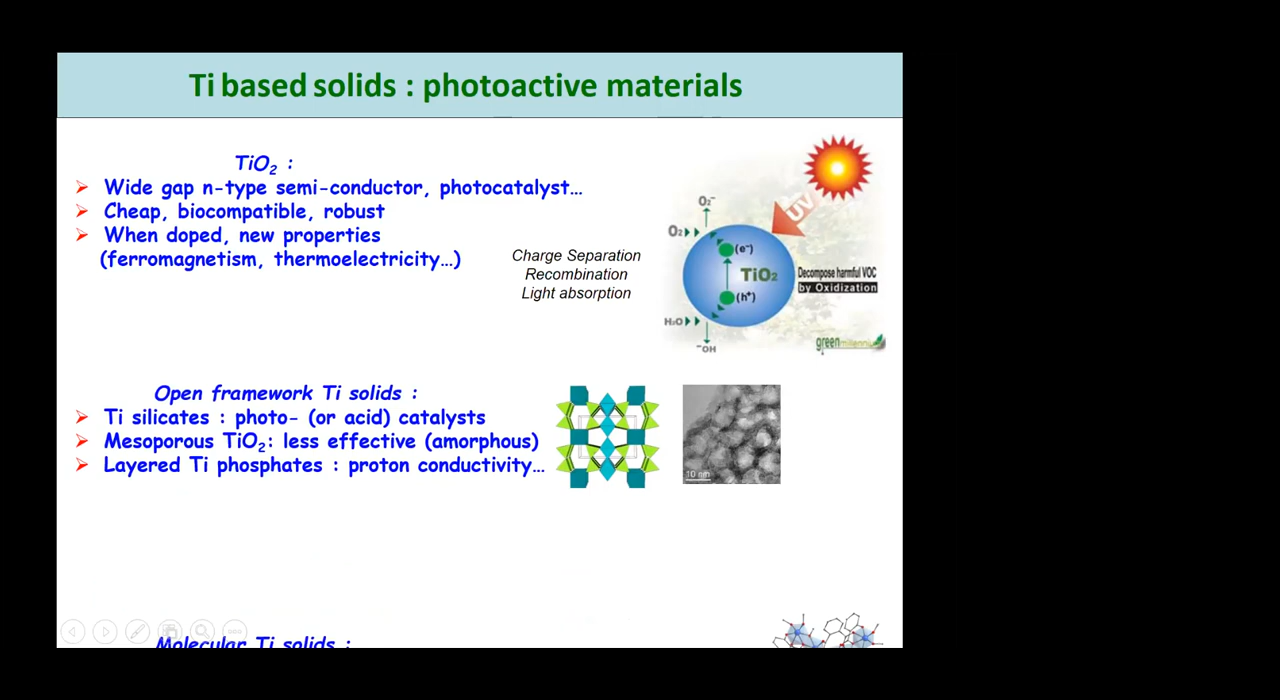 Ti based solids : photoactive materials
TiO₂ :
Wide gap n-type semi-conductor, photocatalyst…
Cheap, biocompatible, robust
When doped, new properties
(ferromagnetism, thermoelectricity…)
Charge Separation
Recombination
Light absorption
UV
O₂⁻
O₂
(e⁻)
TiO₂
Decompose harmful VOC
by Oxidization
(h⁺)
H₂O
⁻OH
greenmillennium
Open framework Ti solids :
Ti silicates : photo- (or acid) catalysts
Mesoporous TiO₂: less effective (amorphous)
Layered Ti phosphates : proton conductivity…
10 nm
Molecular Ti solids :